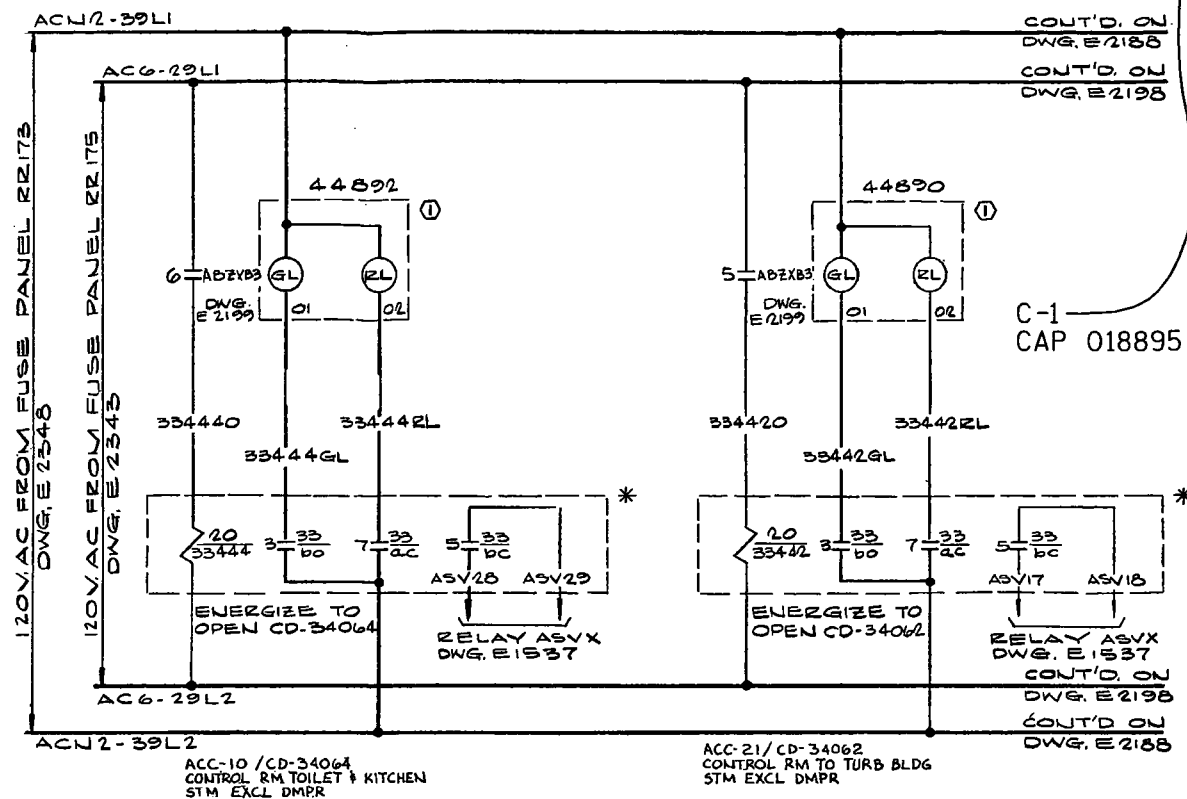 ACN2-39L1
CONT'D. ON
DWG. E2188
AC6-29L1
CONT'D. ON
DWG. E2198
120V.AC FROM FUSE PANEL RR173
DWG. E2348
120V.AC FROM FUSE PANEL RR175
DWG. E2343
44892
1
6
ABZXB3
DWG.
E2199
GL
RL
01
02
44890
1
5
ABZXB3
DWG.
E2199
GL
RL
01
02
C-1
CAP 018895
334440
33444RL
33444GL
334420
33442RL
33442GL
*
20
33444
3
33
bo
7
33
ac
5
33
bc
ASV28
ASV29
ENERGIZE TO
OPEN CD-34064
RELAY ASVX
DWG. E1537
*
20
33442
3
33
bo
7
33
ac
5
33
bc
ASV17
ASV18
ENERGIZE TO
OPEN CD-34062
RELAY ASVX
DWG. E1537
AC6-29L2
CONT'D. ON
DWG. E2198
ACN2-39L2
CONT'D ON
DWG. E2188
ACC-10 / CD-34064
CONTROL RM TOILET & KITCHEN
STM EXCL DMPR
ACC-21 / CD-34062
CONTROL RM TO TURB BLDG
STM EXCL DMPR